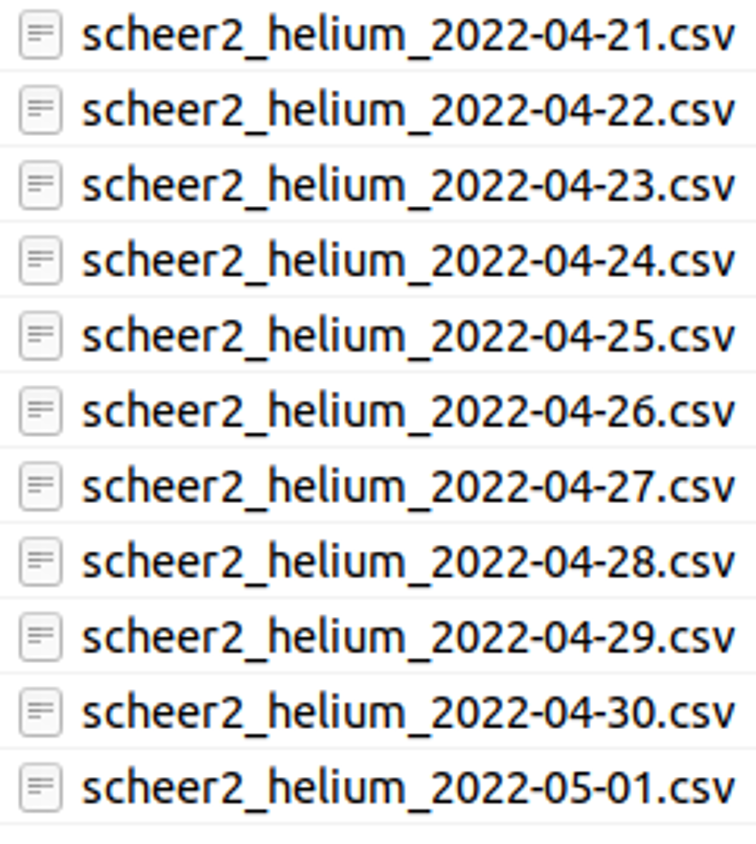 scheer2_helium_2022-04-21.csv
scheer2_helium_2022-04-22.csv
scheer2_helium_2022-04-23.csv
scheer2_helium_2022-04-24.csv
scheer2_helium_2022-04-25.csv
scheer2_helium_2022-04-26.csv
scheer2_helium_2022-04-27.csv
scheer2_helium_2022-04-28.csv
scheer2_helium_2022-04-29.csv
scheer2_helium_2022-04-30.csv
scheer2_helium_2022-05-01.csv